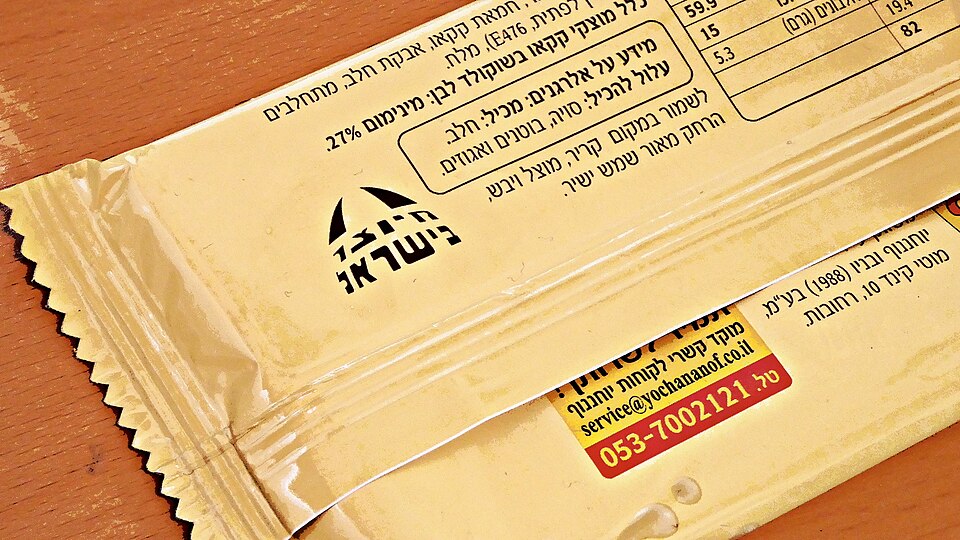 חמאת קקאו, אבקת חלב, מתחלבים
לפתית, E476), מלח.
כלל מוצקי קקאו בשוקולד לבן: מינימום 27%.
מידע על אלרגנים: מכיל: חלב.
עלול להכיל: סויה, בוטנים ואגוזים.
לשמור במקום קריר, מוצל ויבש,
הרחק מאור שמש ישיר.
59.9
15
5.3
(גרם)
19.4
82
תוצר
ישראל
יוחננוף ובניו (1988) בע"מ,
מוטי קינד 10, רחובות.
מוקד קשרי לקוחות יוחננוף
service@yochananof.co.il
טל. 053-7002121